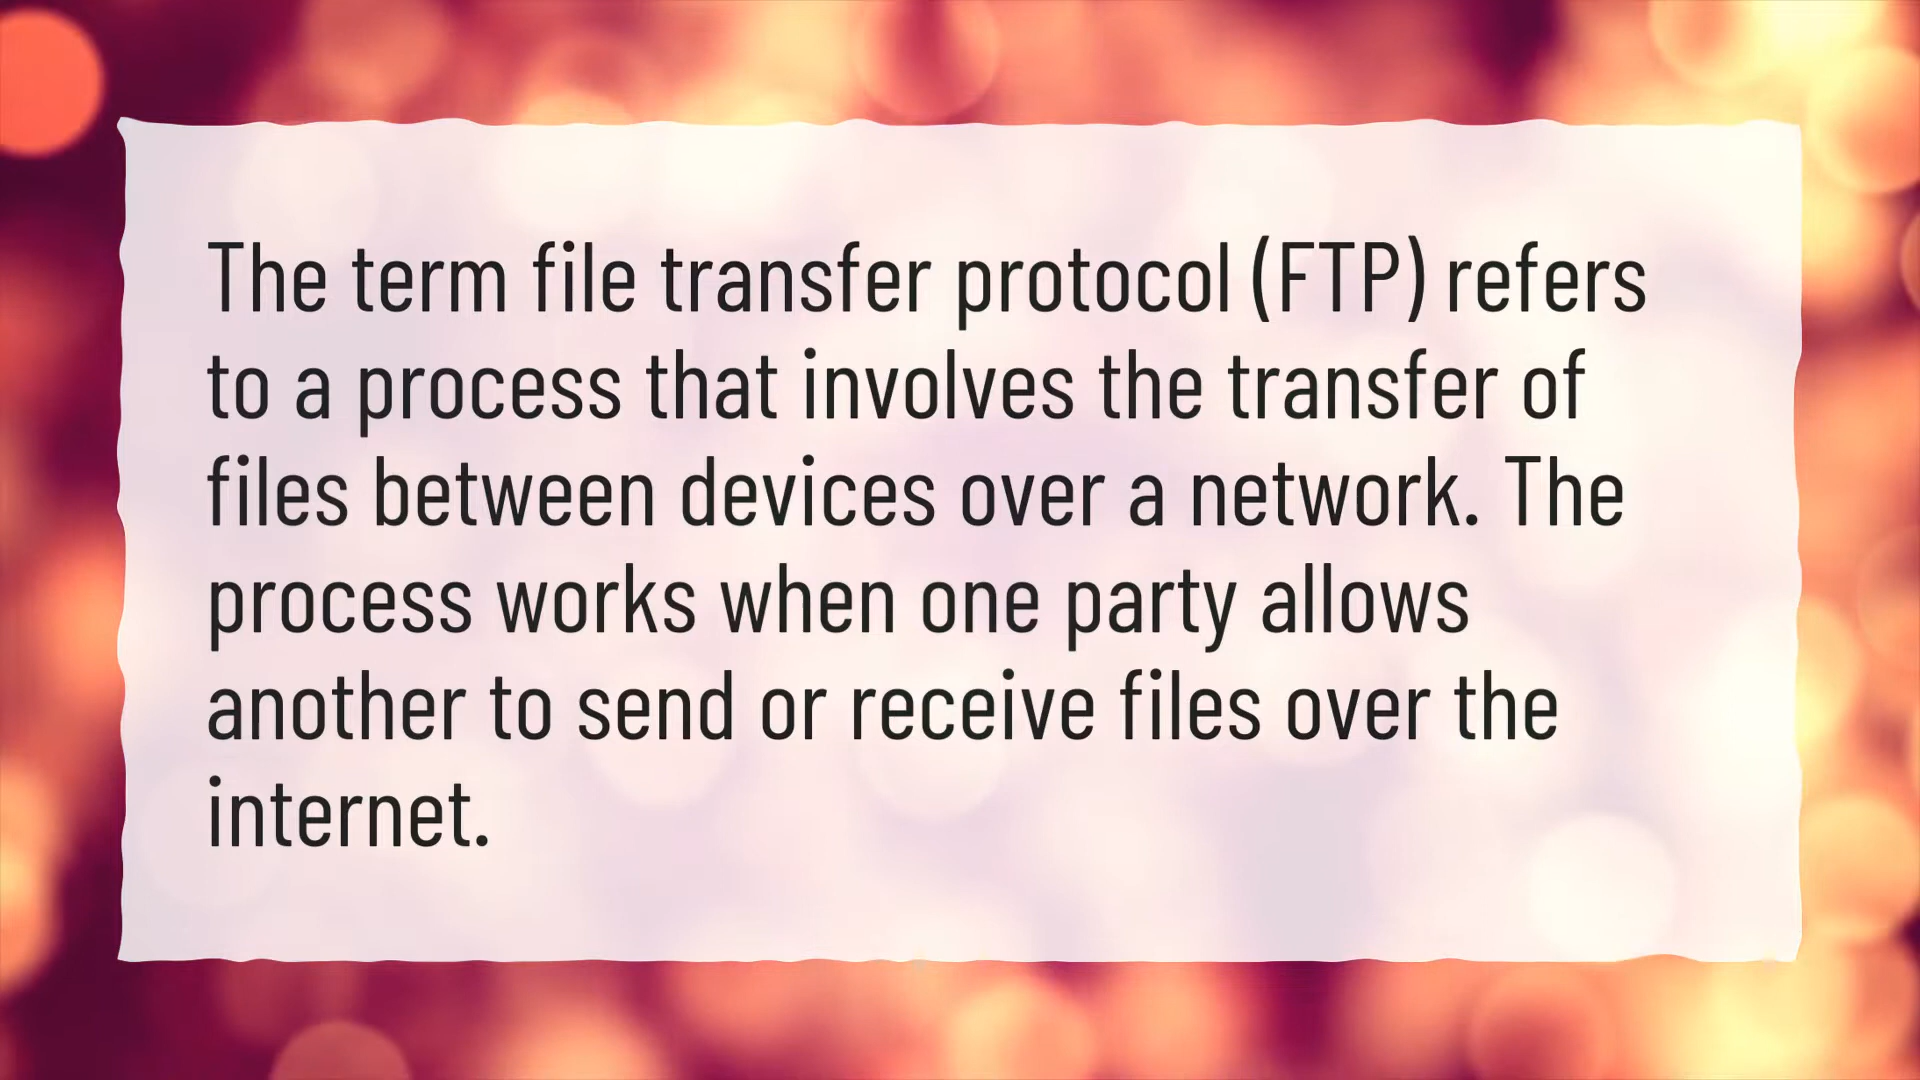 The term file transfer protocol (FTP) refers
to a process that involves the transfer of
files between devices over a network. The
process works when one party allows
another to send or receive files over the
internet.